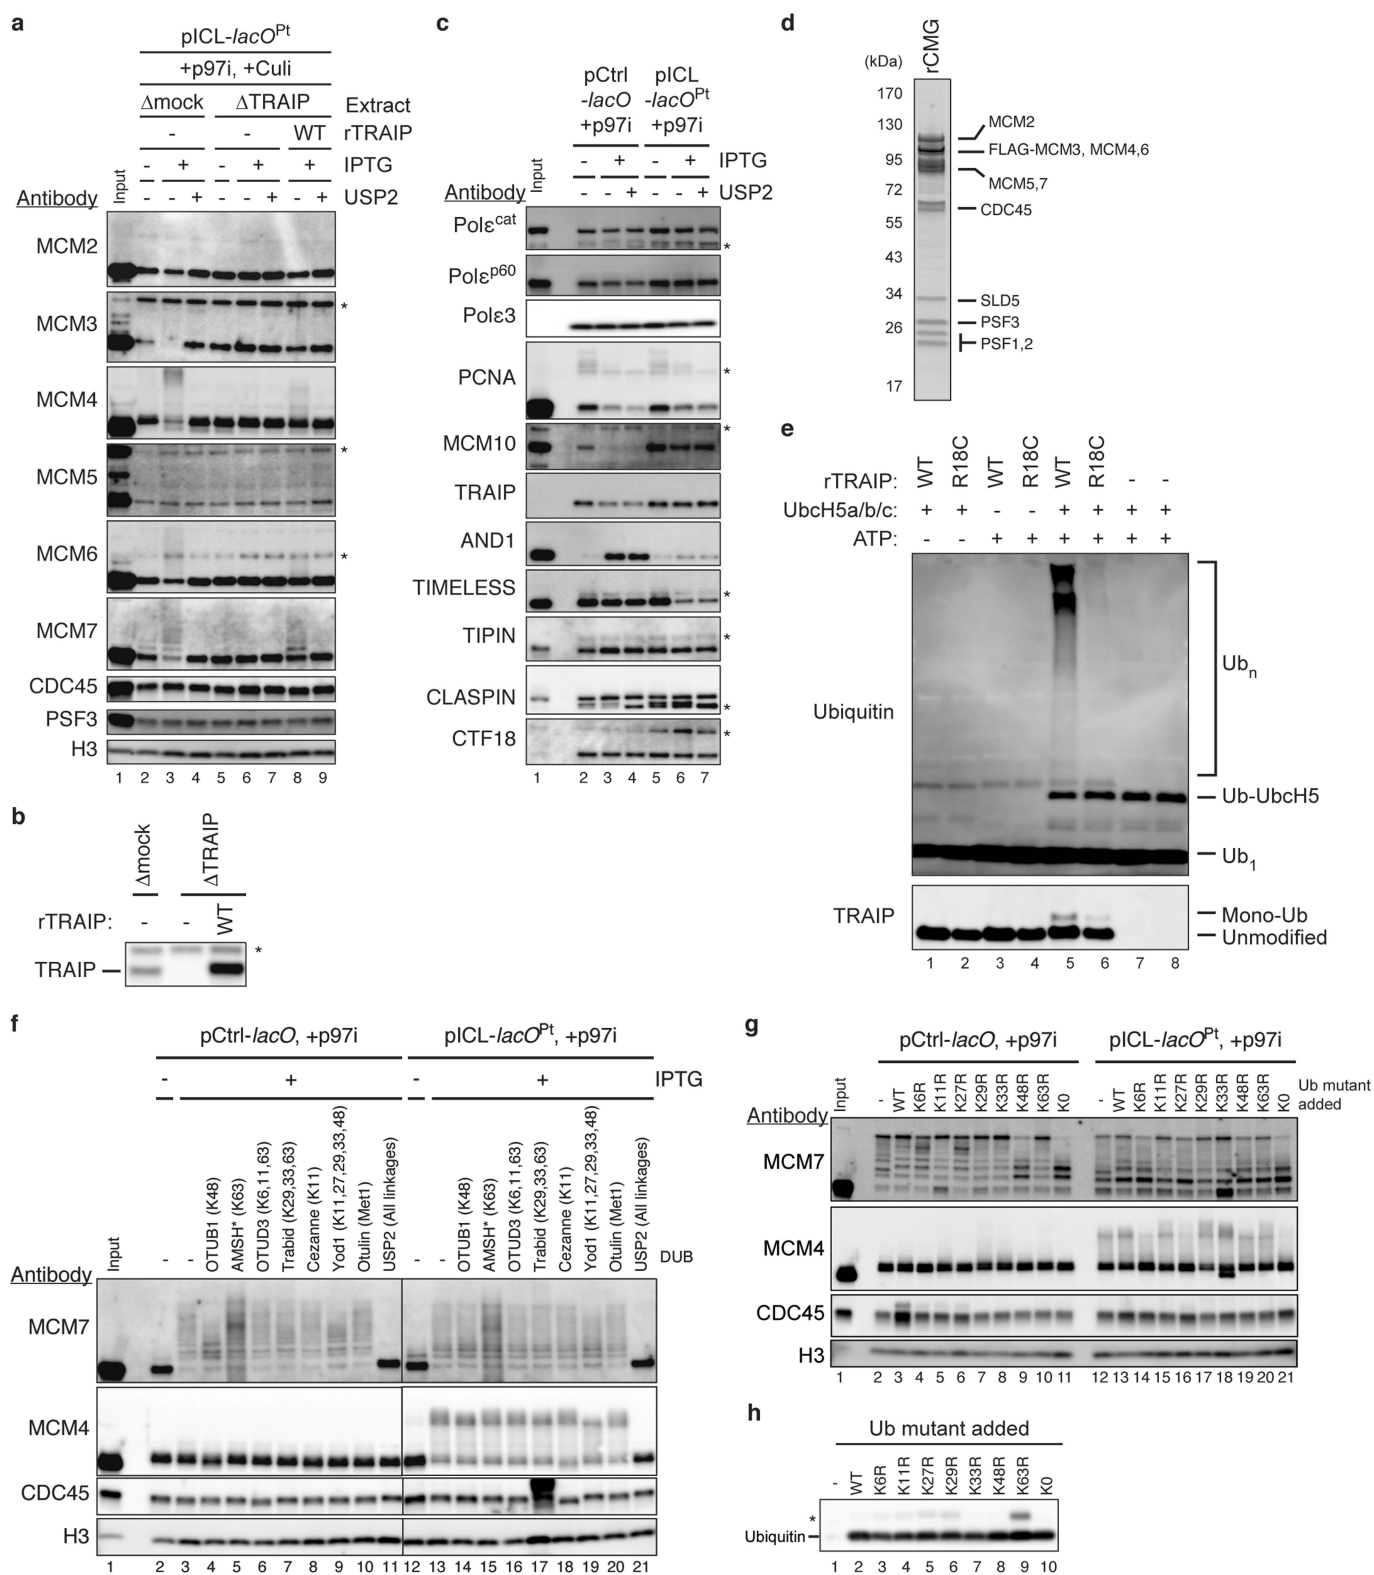 a
pICL-lacOPt
+p97i, +Culi
Δmock ΔTRAIP Extract
- - WT rTRAIP
- + - + + IPTG
- - + - - + - + USP2
Antibody Input
MCM2
MCM3 *
MCM4
MCM5 *
MCM6 *
MCM7
CDC45
PSF3
H3
1 2 3 4 5 6 7 8 9
b
Δmock ΔTRAIP
rTRAIP: - - WT
*
TRAIP
c
pCtrl pICL
-lacO -lacOPt
+p97i +p97i
- + - + IPTG
- - + - - + USP2
Antibody Input
Polεcat *
Polεp60
Polε3
PCNA *
MCM10 *
TRAIP
AND1
TIMELESS *
TIPIN *
CLASPIN *
CTF18 *
1 2 3 4 5 6 7
d
rCMG
(kDa)
170
130
95
72
55
43
34
26
17
MCM2
FLAG-MCM3, MCM4,6
MCM5,7
CDC45
SLD5
PSF3
PSF1,2
e
rTRAIP: WT R18C WT R18C WT R18C - -
UbcH5a/b/c: + + - - + + + +
ATP: - - + + + + + +
Ubiquitin
Ubn
Ub-UbcH5
Ub1
TRAIP
Mono-Ub
Unmodified
1 2 3 4 5 6 7 8
f
pCtrl-lacO, +p97i pICL-lacOPt, +p97i
- + - + IPTG
Input - - OTUB1 (K48) AMSH* (K63) OTUD3 (K6,11,63) Trabid (K29,33,63) Cezanne (K11) Yod1 (K11,27,29,33,48) Otulin (Met1) USP2 (All linkages) - - OTUB1 (K48) AMSH* (K63) OTUD3 (K6,11,63) Trabid (K29,33,63) Cezanne (K11) Yod1 (K11,27,29,33,48) Otulin (Met1) USP2 (All linkages) DUB
Antibody
MCM7
MCM4
CDC45
H3
1 2 3 4 5 6 7 8 9 10 11 12 13 14 15 16 17 18 19 20 21
g
pCtrl-lacO, +p97i pICL-lacOPt, +p97i
Input - WT K6R K11R K27R K29R K33R K48R K63R K0 - WT K6R K11R K27R K29R K33R K48R K63R K0 Ub mutant
added
Antibody
MCM7
MCM4
CDC45
H3
1 2 3 4 5 6 7 8 9 10 11 12 13 14 15 16 17 18 19 20 21
h
Ub mutant added
- WT K6R K11R K27R K29R K33R K48R K63R K0
*
Ubiquitin
1 2 3 4 5 6 7 8 9 10